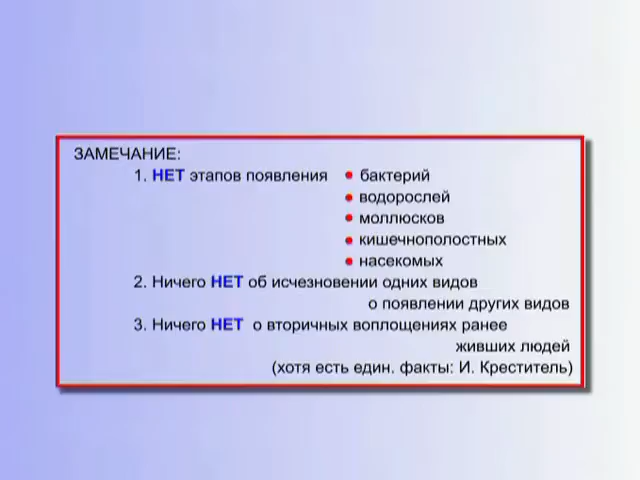 ЗАМЕЧАНИЕ:
1. НЕТ этапов появления • бактерий
• водорослей
• моллюсков
• кишечнополостных
• насекомых
2. Ничего НЕТ об исчезновении одних видов
о появлении других видов
3. Ничего НЕТ о вторичных воплощениях ранее
живших людей
(хотя есть един. факты: И. Креститель)